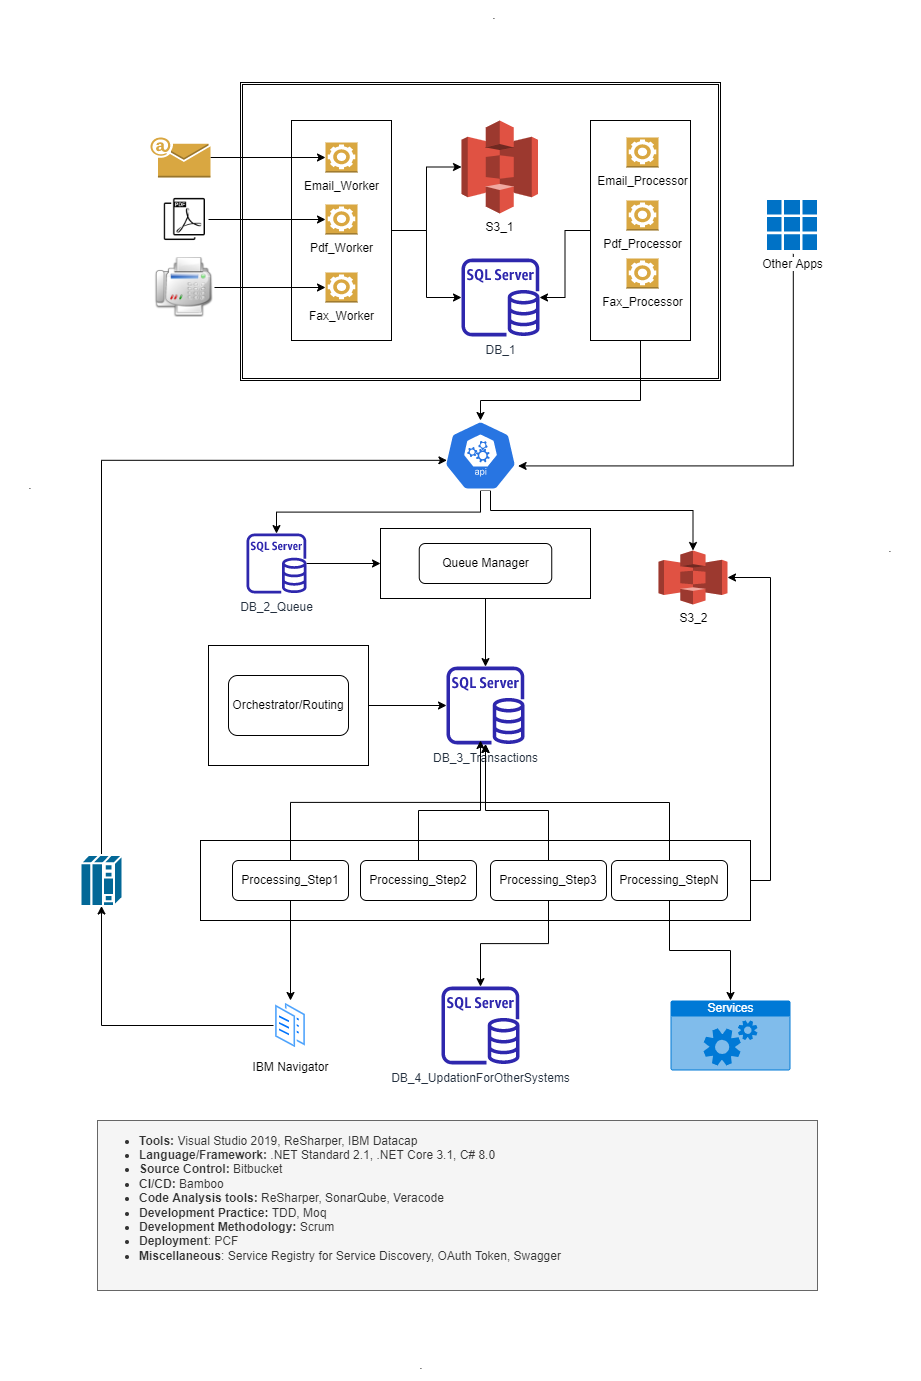 @
PDF
Email_Worker
Pdf_Worker
Fax_Worker
S3_1
SQL Server
DB_1
Email_Processor
Pdf_Processor
Fax_Processor
Other Apps
api
SQL Server
DB_2_Queue
Queue Manager
S3_2
Orchestrator/Routing
SQL Server
DB_3_Transactions
Processing_Step1
Processing_Step2
Processing_Step3
Processing_StepN
IBM Navigator
SQL Server
DB_4_UpdationForOtherSystems
Services
• Tools: Visual Studio 2019, ReSharper, IBM Datacap
• Language/Framework: .NET Standard 2.1, .NET Core 3.1, C# 8.0
• Source Control: Bitbucket
• CI/CD: Bamboo
• Code Analysis tools: ReSharper, SonarQube, Veracode
• Development Practice: TDD, Moq
• Development Methodology: Scrum
• Deployment: PCF
• Miscellaneous: Service Registry for Service Discovery, OAuth Token, Swagger